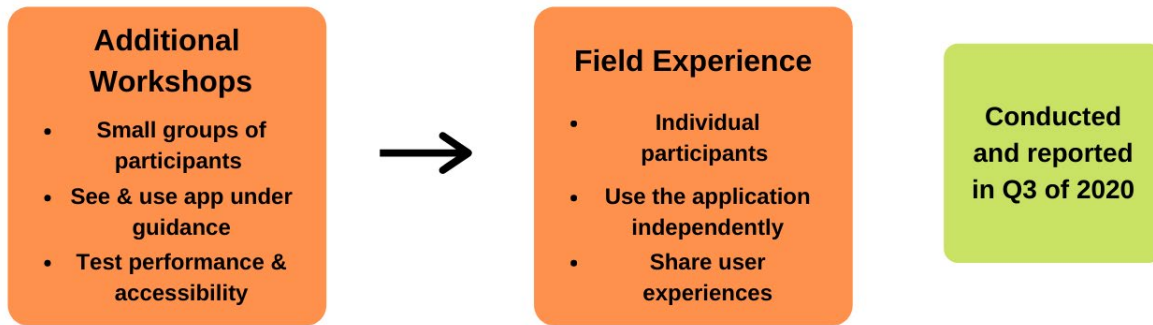 Additional
Workshops
• Small groups of
participants
• See & use app under
guidance
• Test performance &
accessibility
Field Experience
• Individual
participants
• Use the application
independently
• Share user
experiences
Conducted
and reported
in Q3 of 2020